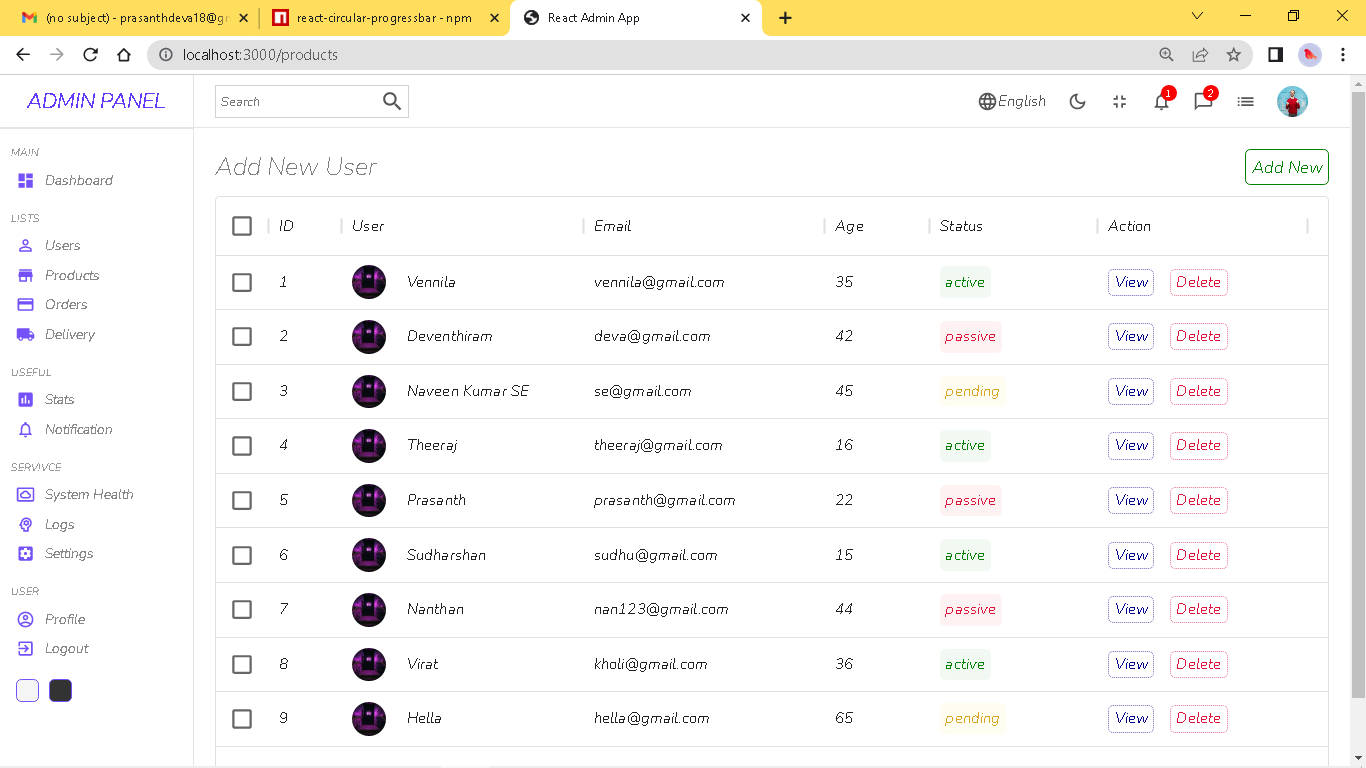 (no subject) - prasanthdeva18@gr
react-circular-progressbar - npm
React Admin App
localhost:3000/products
ADMIN PANEL
Search
English
1
2
MAIN
Dashboard
LISTS
Users
Products
Orders
Delivery
USEFUL
Stats
Notification
SERVIVCE
System Health
Logs
Settings
USER
Profile
Logout
Add New User
Add New
ID User Email Age Status Action
1 Vennila vennila@gmail.com 35 active View Delete
2 Deventhiram deva@gmail.com 42 passive View Delete
3 Naveen Kumar SE se@gmail.com 45 pending View Delete
4 Theeraj theeraj@gmail.com 16 active View Delete
5 Prasanth prasanth@gmail.com 22 passive View Delete
6 Sudharshan sudhu@gmail.com 15 active View Delete
7 Nanthan nan123@gmail.com 44 passive View Delete
8 Virat kholi@gmail.com 36 active View Delete
9 Hella hella@gmail.com 65 pending View Delete